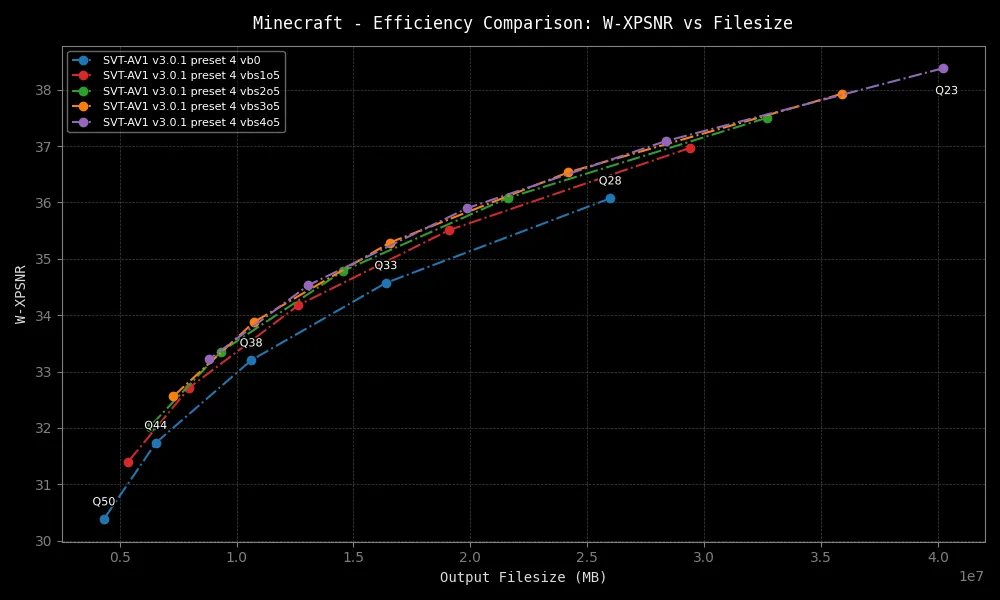 Minecraft - Efficiency Comparison: W-XPSNR vs Filesize
SVT-AV1 v3.0.1 preset 4 vb0
SVT-AV1 v3.0.1 preset 4 vbs1o5
SVT-AV1 v3.0.1 preset 4 vbs2o5
SVT-AV1 v3.0.1 preset 4 vbs3o5
SVT-AV1 v3.0.1 preset 4 vbs4o5
W-XPSNR
38
37
36
35
34
33
32
31
30
Q23
Q28
Q33
Q38
Q44
Q50
0.5 1.0 1.5 2.0 2.5 3.0 3.5 4.0
1e7
Output Filesize (MB)